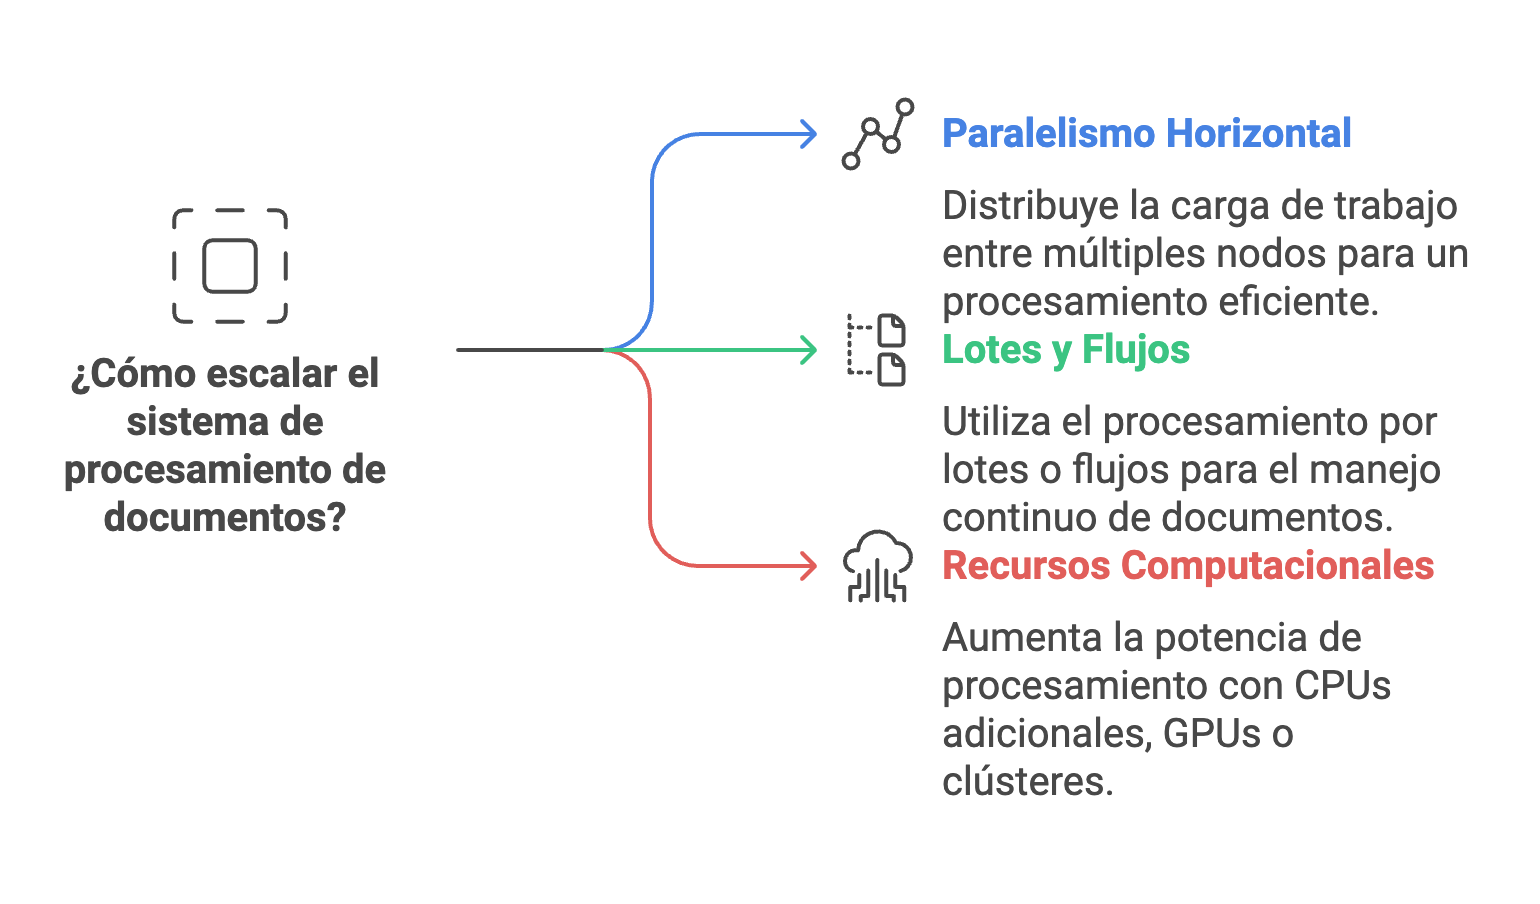 ¿Cómo escalar el
sistema de
procesamiento de
documentos?
Paralelismo Horizontal
Distribuye la carga de trabajo
entre múltiples nodos para un
procesamiento eficiente.
Lotes y Flujos
Utiliza el procesamiento por
lotes o flujos para el manejo
continuo de documentos.
Recursos Computacionales
Aumenta la potencia de
procesamiento con CPUs
adicionales, GPUs o
clústeres.